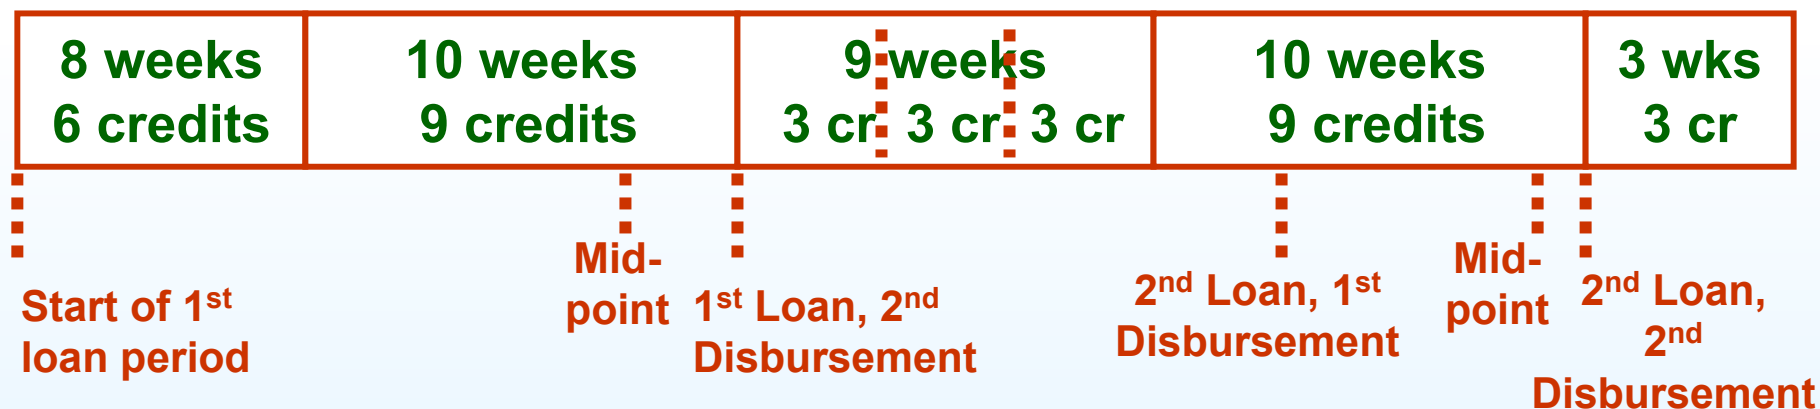 8 weeks
6 credits
10 weeks
9 credits
9 weeks
3 cr 3 cr 3 cr
10 weeks
9 credits
3 wks
3 cr
Start of 1st
loan period
Mid-
point
1st Loan, 2nd
Disbursement
2nd Loan, 1st
Disbursement
Mid-
point
2nd Loan,
2nd
Disbursement